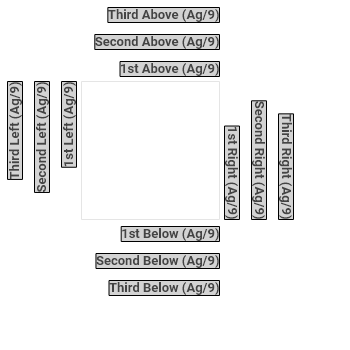 Third Above (Ag/9)
Second Above (Ag/9)
1st Above (Ag/9)
Third Left (Ag/9)
Second Left (Ag/9)
1st Left (Ag/9)
1st Right (Ag/9)
Second Right (Ag/9)
Third Right (Ag/9)
1st Below (Ag/9)
Second Below (Ag/9)
Third Below (Ag/9)